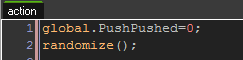 action
1 global.PushPushed=0;
2 randomize();